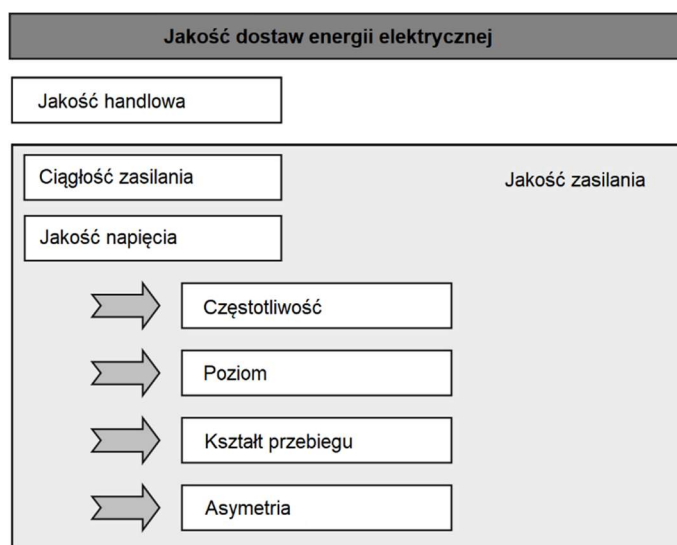 Jakość dostaw energii elektrycznej
Jakość handlowa
Ciągłość zasilania
Jakość zasilania
Jakość napięcia
Częstotliwość
Poziom
Kształt przebiegu
Asymetria